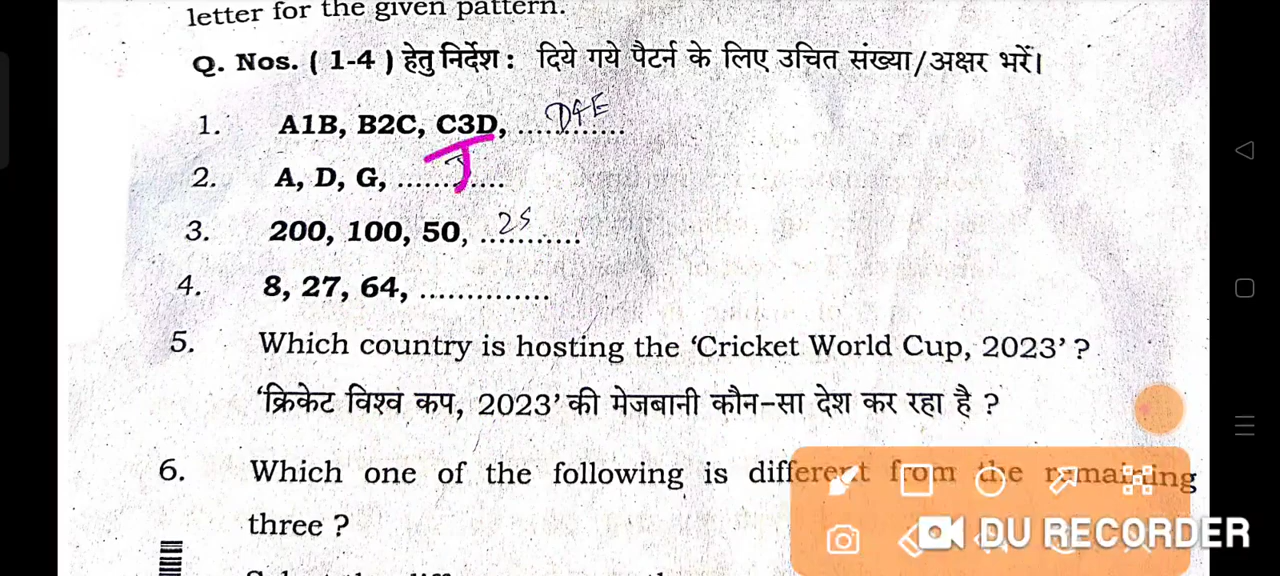 letter for the given pattern.
Q. Nos. ( 1-4 ) हेतु निर्देश : दिये गये पैटर्न के लिए उचित संख्या/अक्षर भरें।
1. A1B, B2C, C3D, ............ D4E
2. A, D, G, ............ J
3. 200, 100, 50, ............ 25
4. 8, 27, 64, ..............
5. Which country is hosting the ‘Cricket World Cup, 2023’ ?
‘क्रिकेट विश्व कप, 2023’ की मेजबानी कौन-सा देश कर रहा है ?
6. Which one of the following is different from the remaining
three ?
DU RECORDER